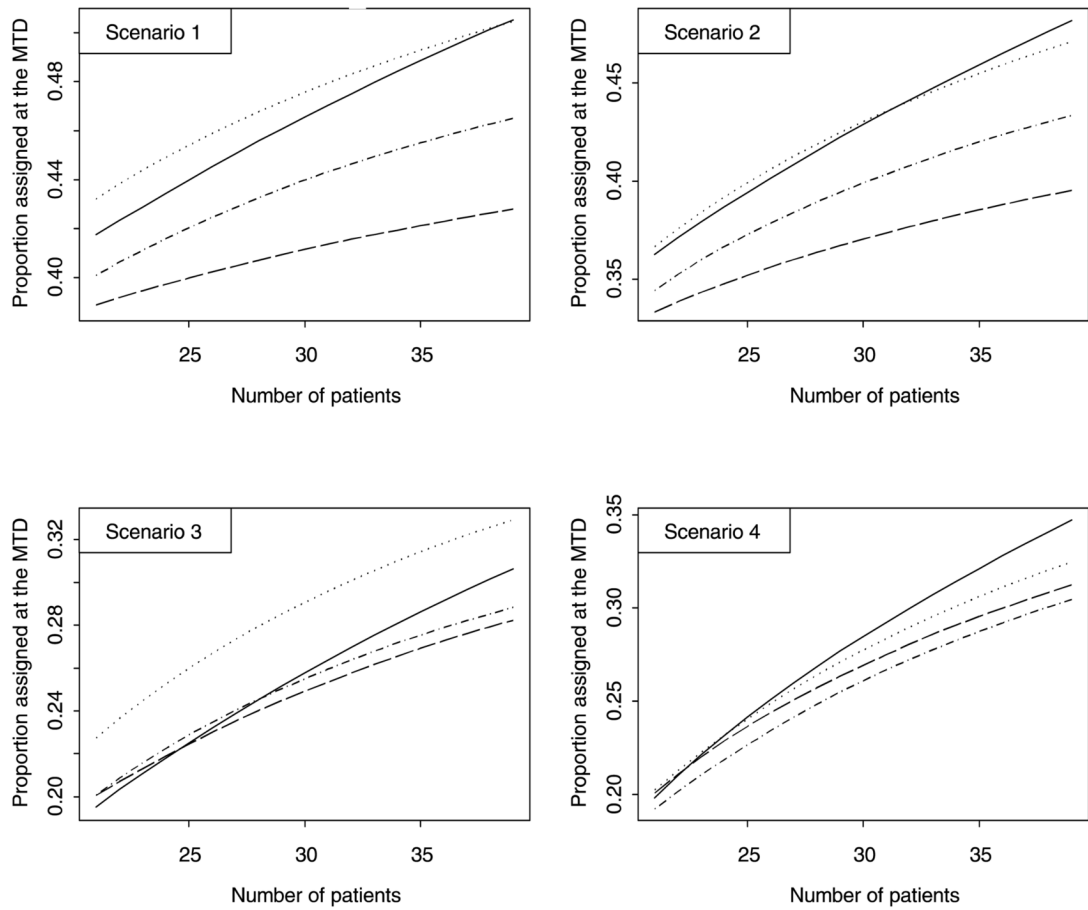 Scenario 1
Proportion assigned at the MTD
0.48
0.44
0.40
25 30 35
Number of patients
Scenario 2
Proportion assigned at the MTD
0.45
0.40
0.35
25 30 35
Number of patients
Scenario 3
Proportion assigned at the MTD
0.32
0.28
0.24
0.20
25 30 35
Number of patients
Scenario 4
Proportion assigned at the MTD
0.35
0.30
0.25
0.20
25 30 35
Number of patients